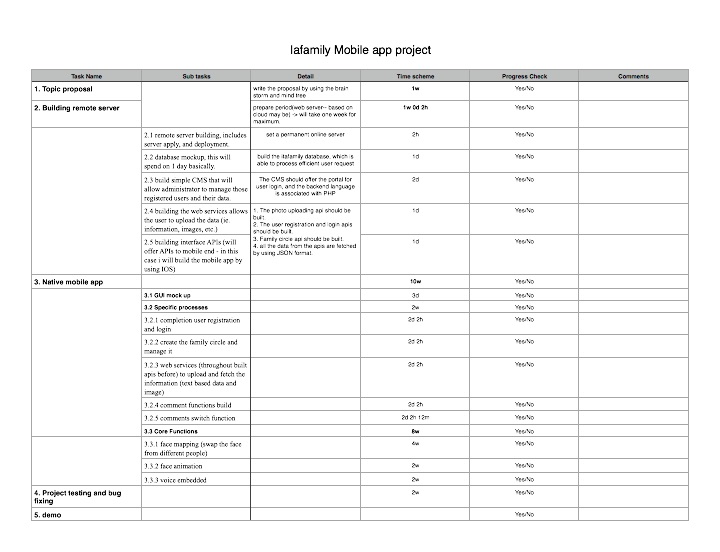 Iafamily Mobile app project
Task Name Sub tasks Detail Time scheme Progress Check Comments
1. Topic proposal write the proposal by using the brain 1w Yes/No
storm and mind tree
2. Building remote server prepare period(web server-- based on 1w 0d 2h Yes/No
cloud may be) -> will take one week for
maximum.
2.1 remote server building, includes set a permanent online server 2h Yes/No
server apply, and deployment.
2.2 database mockup, this will build the itafamily database, which is 1d Yes/No
spend on 1 day basically. able to process efficient user request
2.3 build simple CMS that will The CMS should offer the portal for 2d Yes/No
allow administrator to manage those user login, and the backend language
registered users and their data. is associated with PHP
2.4 building the web services allows 1. The photo uploading api should be 1d Yes/No
the user to upload the data (ie. built
information, images, etc.) 2. The user registration and login apis
should be built.
2.5 building interface APIs (will 3. Family circle api should be built. 1d Yes/No
offer APIs to mobile end - in this 4. all the data from the apis are fetched
case i will build the mobile app by by using JSON format.
using IOS)
3. Native mobile app 10w Yes/No
3.1 GUI mock up 3d Yes/No
3.2 Specific processes 2w Yes/No
3.2.1 completion user registration 2d 2h Yes/No
and login
3.2.2 create the family circle and 2d 2h Yes/No
manage it
3.2.3 web services (throughout built 2d 2h Yes/No
apis before) to upload and fetch the
information (text based data and
image)
3.2.4 comment functions build 2d 2h Yes/No
3.2.5 comments switch function 2d 2h 12m Yes/No
3.3 Core Functions 8w Yes/No
3.3.1 face mapping (swap the face 4w Yes/No
from different people)
3.3.2 face animation 2w Yes/No
3.3.3 voice embedded 2w Yes/No
4. Project testing and bug 2w Yes/No
fixing
5. demo Yes/No